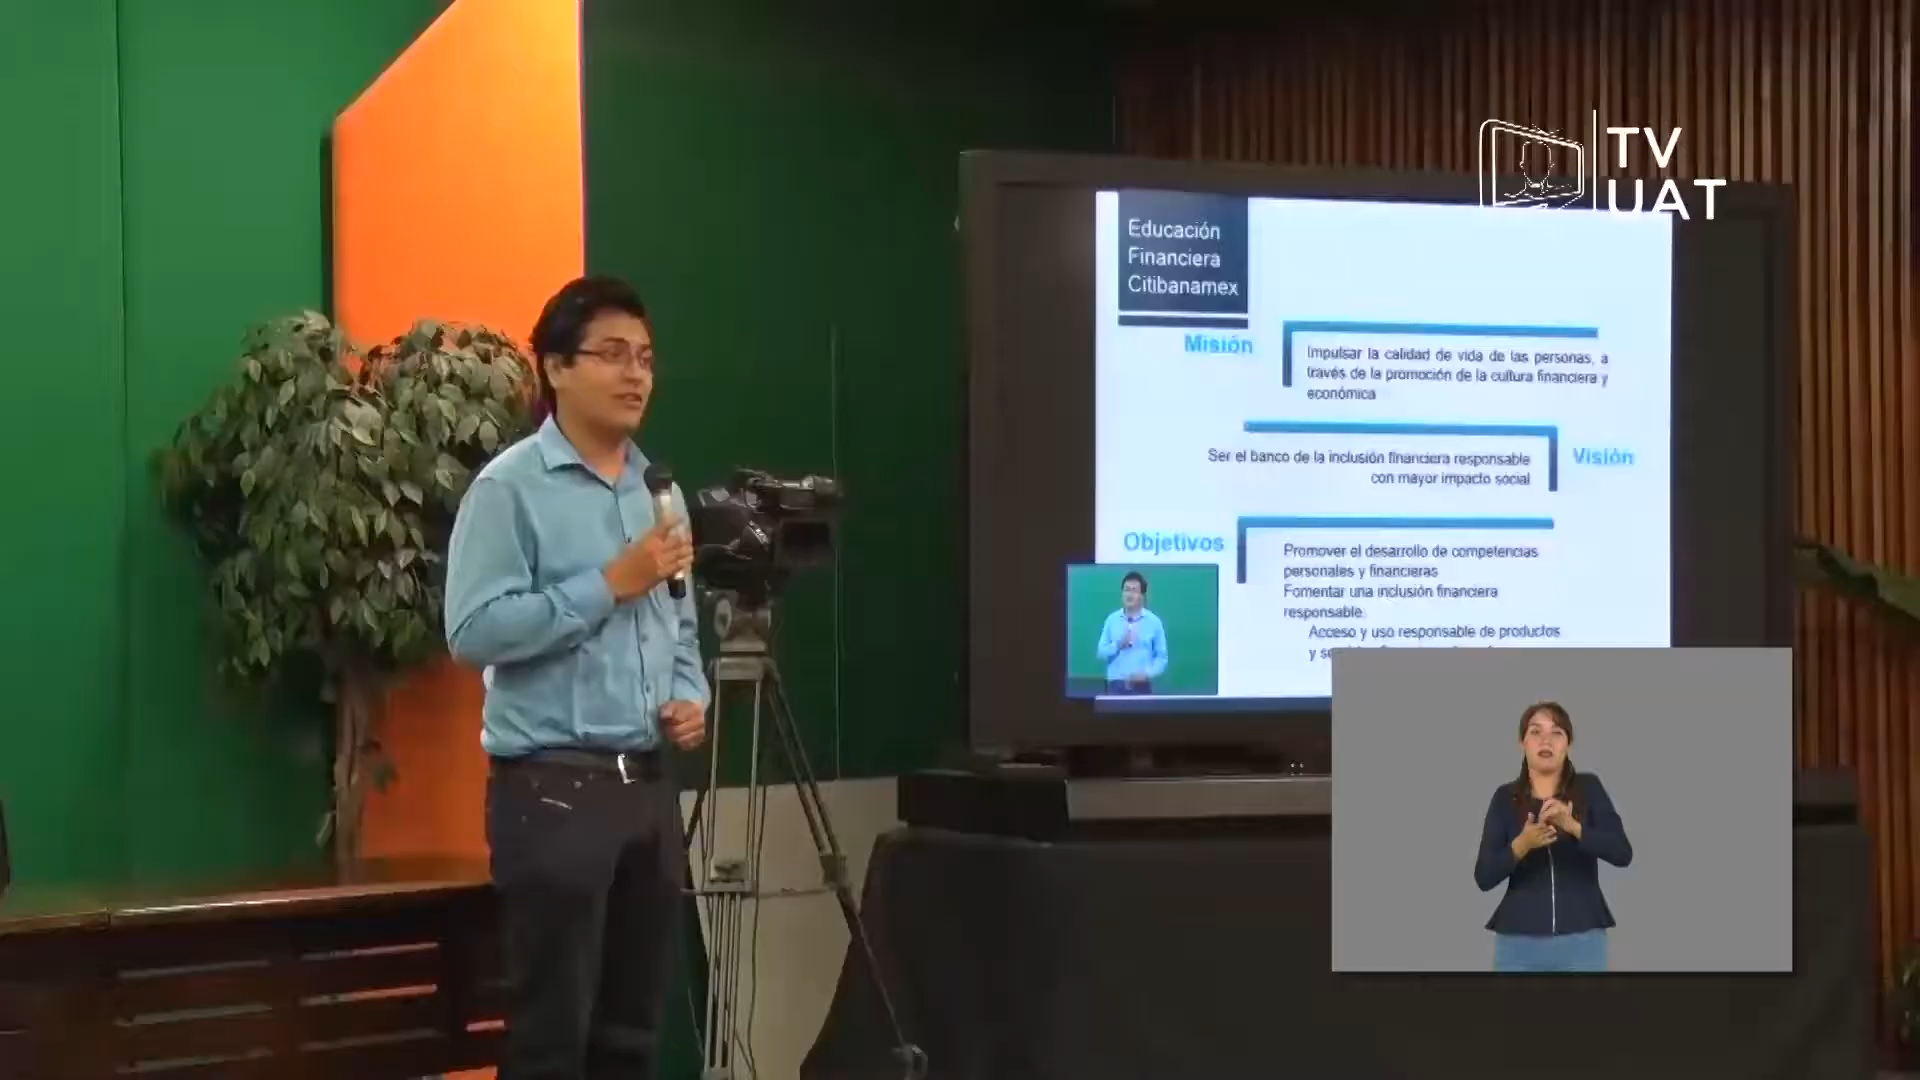 TV
UAT
Educación
Financiera
Citibanamex
Misión
Impulsar la calidad de vida de las personas, a
través de la promoción de la cultura financiera y
económica
Visión
Ser el banco de la inclusión financiera responsable
con mayor impacto social
Objetivos
Promover el desarrollo de competencias
personales y financieras
Fomentar una inclusión financiera
responsable.
Acceso y uso responsable de productos
y